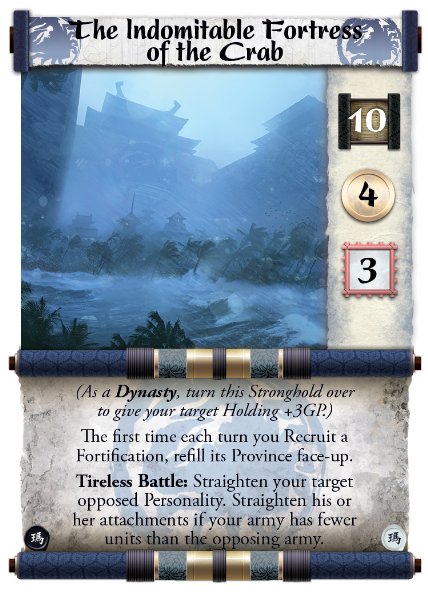 The Indomitable Fortress
of the Crab
10
4
3
(As a Dynasty, turn this Stronghold over
to give your target Holding +3GP.)
The first time each turn you Recruit a
Fortification, refill its Province face-up.
Tireless Battle: Straighten your target
opposed Personality. Straighten his or
her attachments if your army has fewer
units than the opposing army.
瑪
瑪